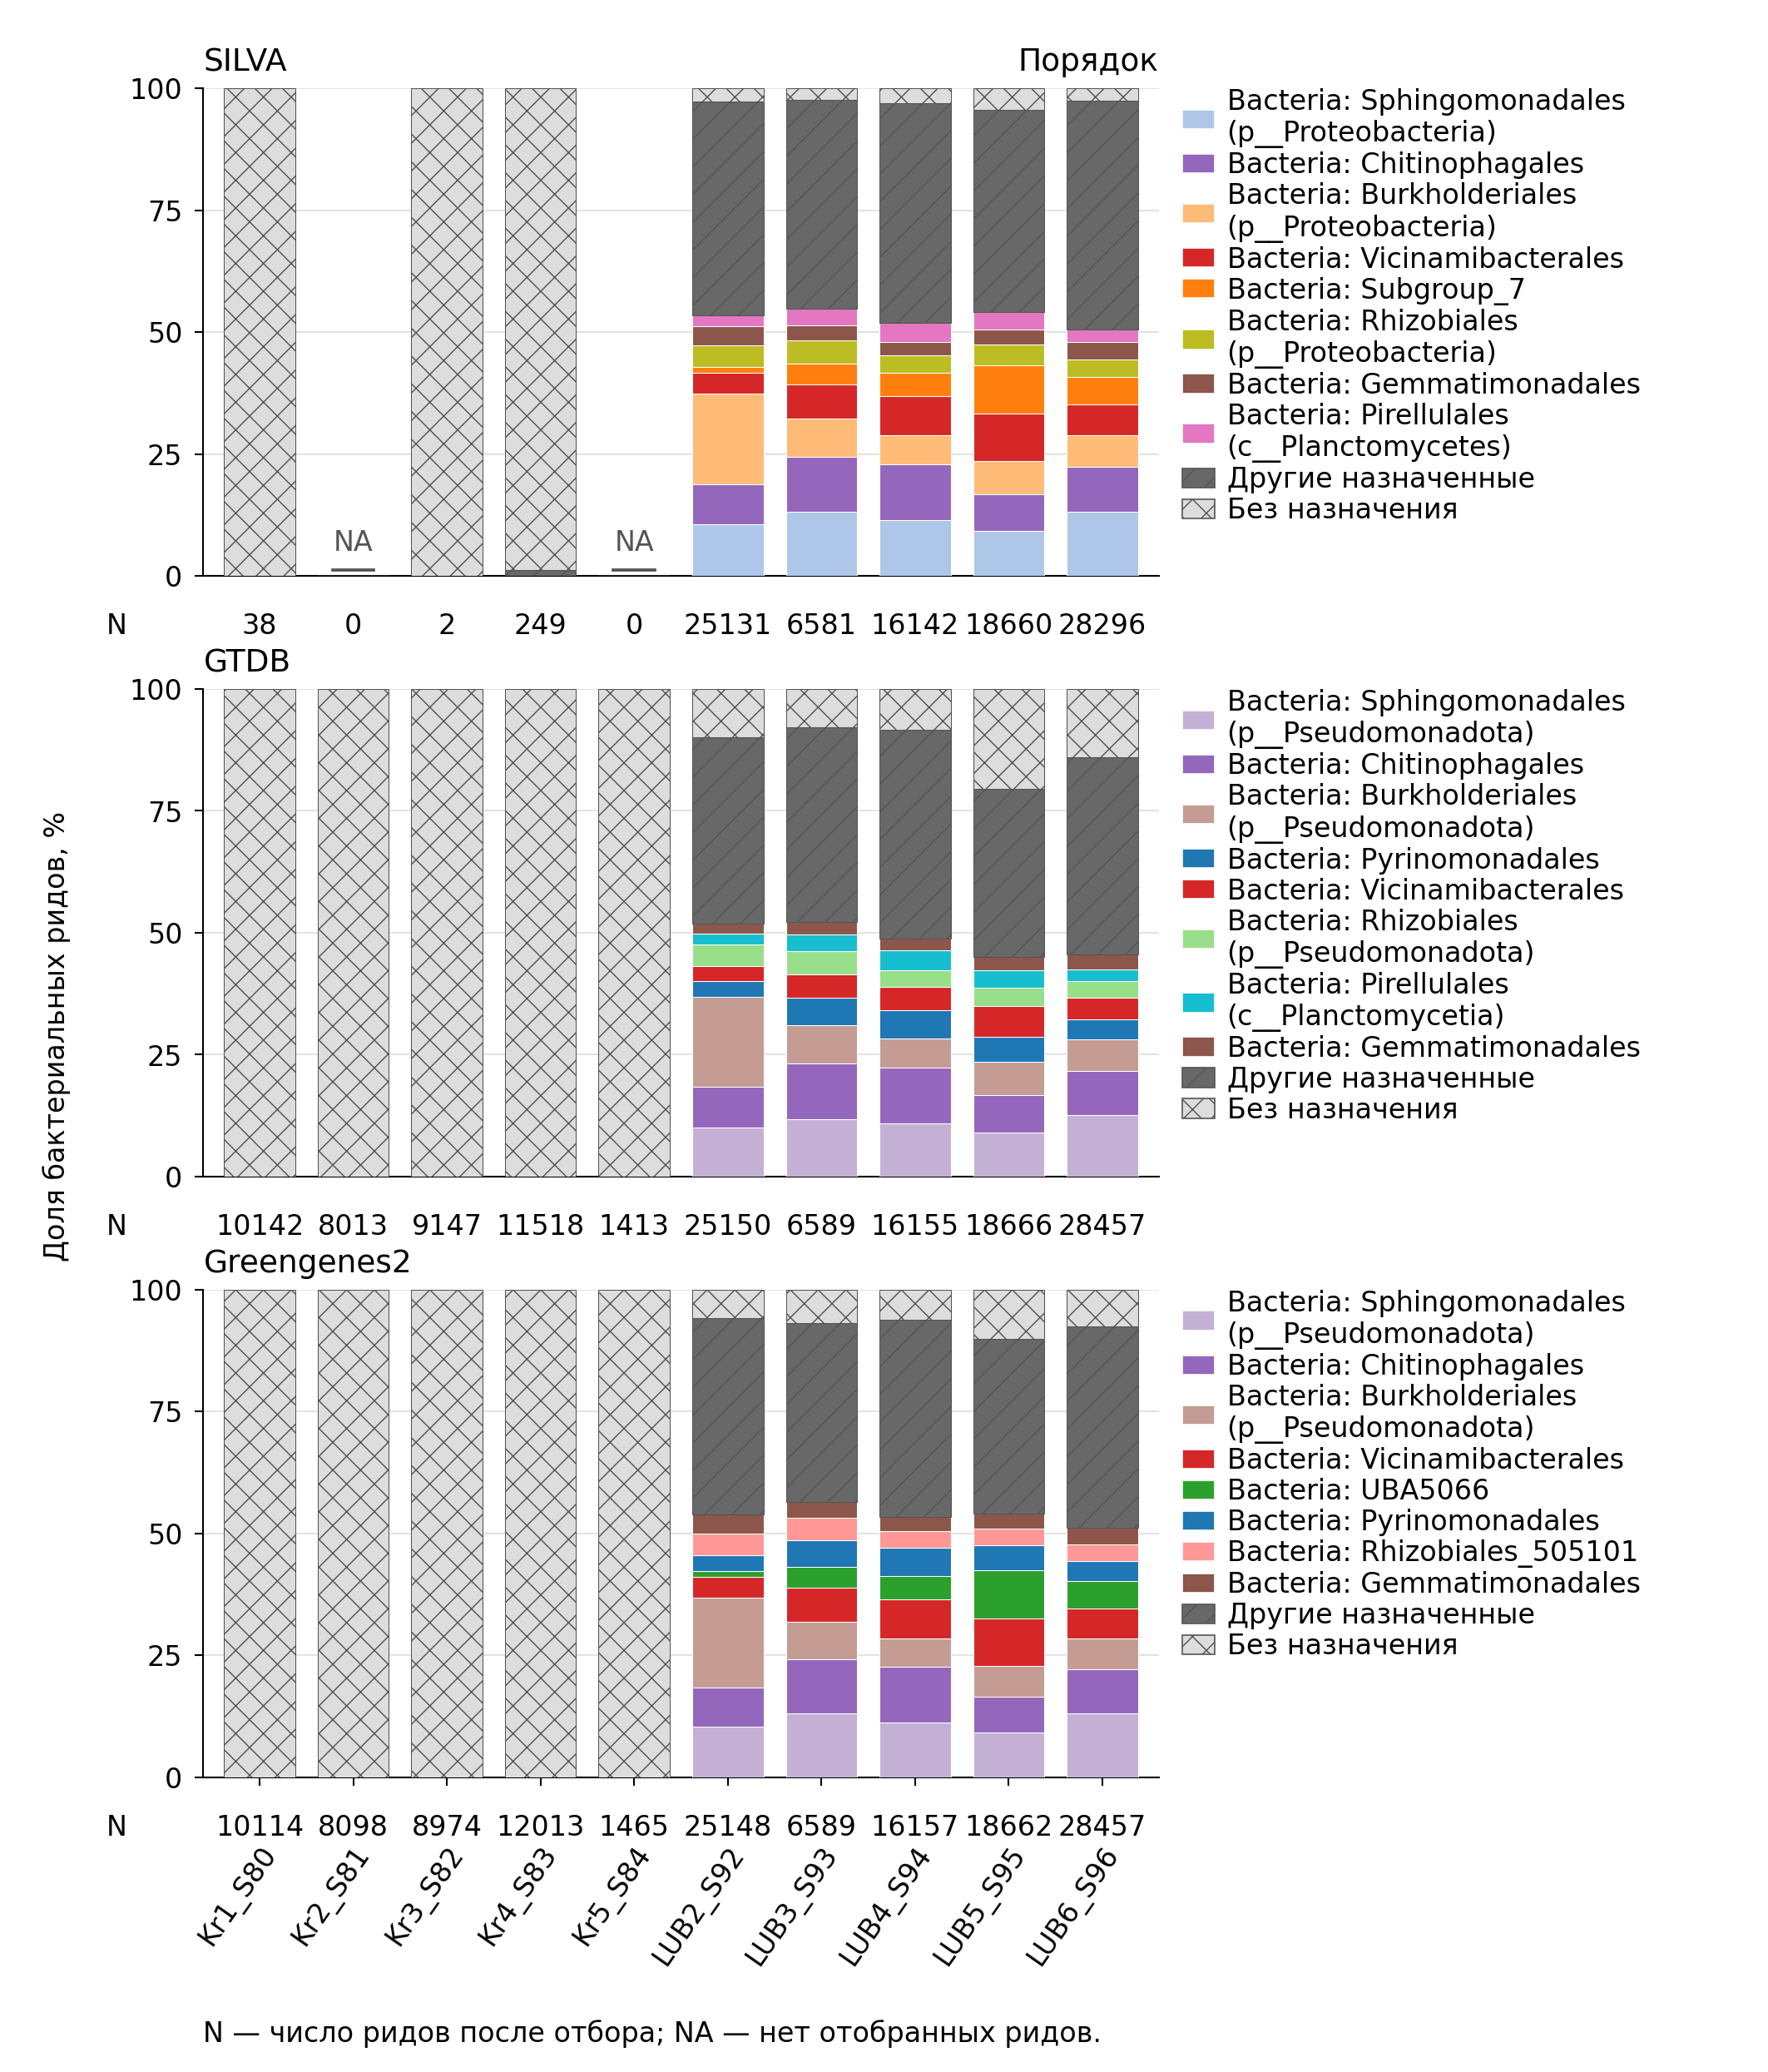 SILVA
Порядок
100
75
50
25
0
NA
NA
N 38 0 2 249 0 25131 6581 16142 18660 28296
Bacteria: Sphingomonadales
(p__Proteobacteria)
Bacteria: Chitinophagales
Bacteria: Burkholderiales
(p__Proteobacteria)
Bacteria: Vicinamibacterales
Bacteria: Subgroup_7
Bacteria: Rhizobiales
(p__Proteobacteria)
Bacteria: Gemmatimonadales
Bacteria: Pirellulales
(c__Planctomycetes)
Другие назначенные
Без назначения
Доля бактериальных ридов, %
GTDB
100
75
50
25
0
N 10142 8013 9147 11518 1413 25150 6589 16155 18666 28457
Bacteria: Sphingomonadales
(p__Pseudomonadota)
Bacteria: Chitinophagales
Bacteria: Burkholderiales
(p__Pseudomonadota)
Bacteria: Pyrinomonadales
Bacteria: Vicinamibacterales
Bacteria: Rhizobiales
(p__Pseudomonadota)
Bacteria: Pirellulales
(c__Planctomycetia)
Bacteria: Gemmatimonadales
Другие назначенные
Без назначения
Greengenes2
100
75
50
25
0
N 10114 8098 8974 12013 1465 25148 6589 16157 18662 28457
Kr1_S80
Kr2_S81
Kr3_S82
Kr4_S83
Kr5_S84
LUB2_S92
LUB3_S93
LUB4_S94
LUB5_S95
LUB6_S96
Bacteria: Sphingomonadales
(p__Pseudomonadota)
Bacteria: Chitinophagales
Bacteria: Burkholderiales
(p__Pseudomonadota)
Bacteria: Vicinamibacterales
Bacteria: UBA5066
Bacteria: Pyrinomonadales
Bacteria: Rhizobiales_505101
Bacteria: Gemmatimonadales
Другие назначенные
Без назначения
N — число ридов после отбора; NA — нет отобранных ридов.